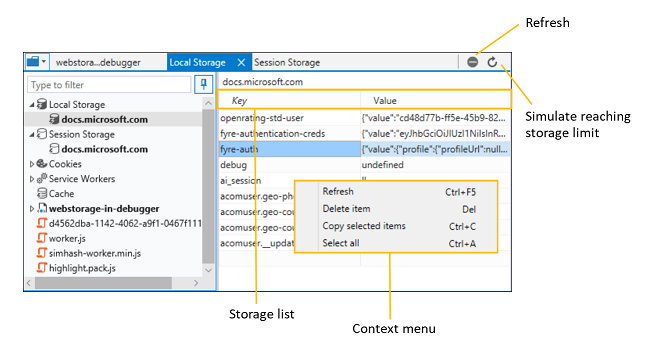 Refresh
webstora...debugger
Local Storage
Session Storage
Type to filter
docs.microsoft.com
Simulate reaching
storage limit
Key
Value
Local Storage
docs.microsoft.com
Session Storage
docs.microsoft.com
Cookies
Service Workers
Cache
webstorage-in-debugger
d4562dba-1142-4062-a9f1-0467f111
worker.js
simhash-worker.min.js
highlight.pack.js
openrating-std-user
{"value":"cd48d77b-ff5e-45b9-82...
fyre-authentication-creds
{"value":"eyJhbGciOiJIUzI1NiIsInR...
fyre-auth
{"value":{"profile":{"profileUrl":null...
debug
undefined
ai_session
acomuser.geo-ph
acomuser.geo-cou
acomuser.geo-cou
acomuser.__updat
Refresh
Ctrl+F5
Delete item
Del
Copy selected items
Ctrl+C
Select all
Ctrl+A
Storage list
Context menu